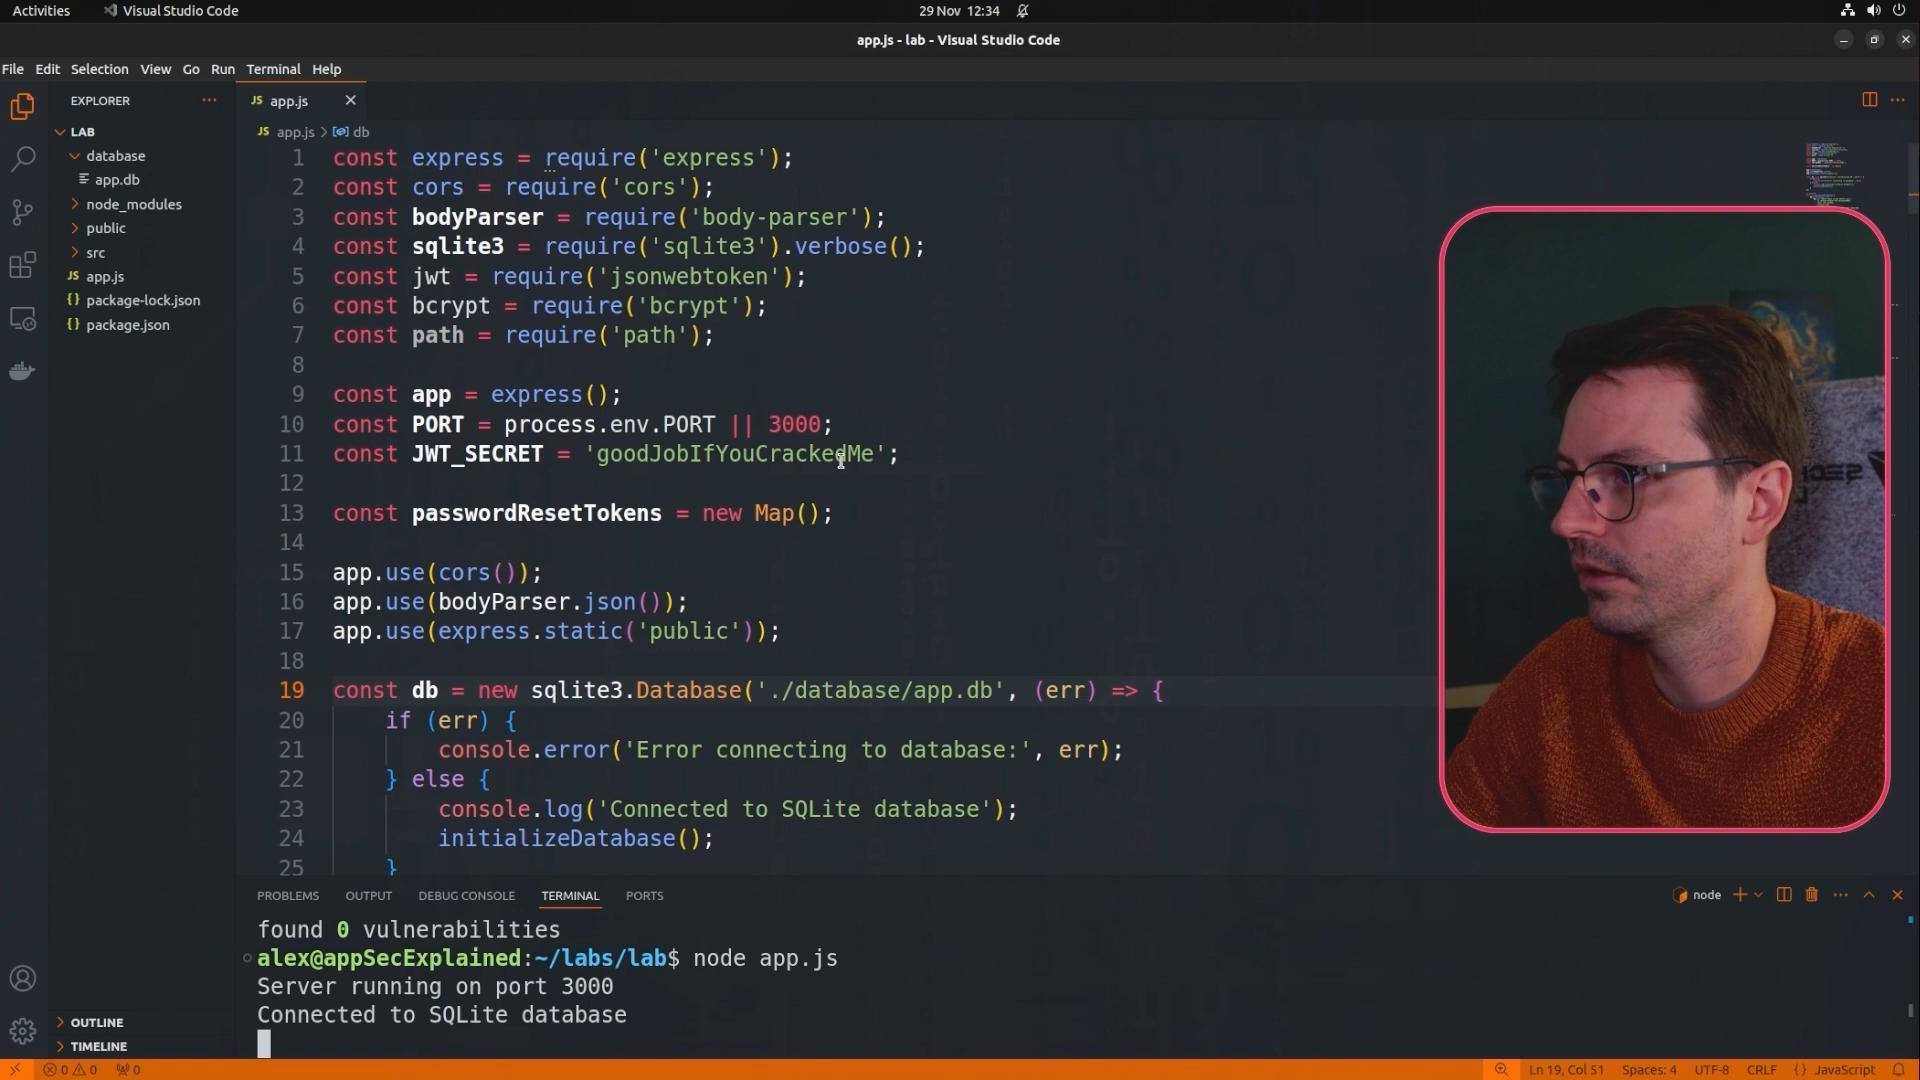 Activities
Visual Studio Code
29 Nov 12:34
app.js - lab - Visual Studio Code
File Edit Selection View Go Run Terminal Help
EXPLORER
LAB
database
app.db
node_modules
public
src
JS app.js
{} package-lock.json
{} package.json
OUTLINE
TIMELINE
JS app.js
JS app.js > db
1 const express = require('express');
2 const cors = require('cors');
3 const bodyParser = require('body-parser');
4 const sqlite3 = require('sqlite3').verbose();
5 const jwt = require('jsonwebtoken');
6 const bcrypt = require('bcrypt');
7 const path = require('path');
8
9 const app = express();
10 const PORT = process.env.PORT || 3000;
11 const JWT_SECRET = 'goodJobIfYouCrackedMe';
12
13 const passwordResetTokens = new Map();
14
15 app.use(cors());
16 app.use(bodyParser.json());
17 app.use(express.static('public'));
18
19 const db = new sqlite3.Database('./database/app.db', (err) => {
20 if (err) {
21 console.error('Error connecting to database:', err);
22 } else {
23 console.log('Connected to SQLite database');
24 initializeDatabase();
25 }
PROBLEMS OUTPUT DEBUG CONSOLE TERMINAL PORTS
node
found 0 vulnerabilities
alex@appSecExplained:~/labs/lab$ node app.js
Server running on port 3000
Connected to SQLite database
0 0 0
Ln 19, Col 51 Spaces: 4 UTF-8 CRLF {} JavaScript